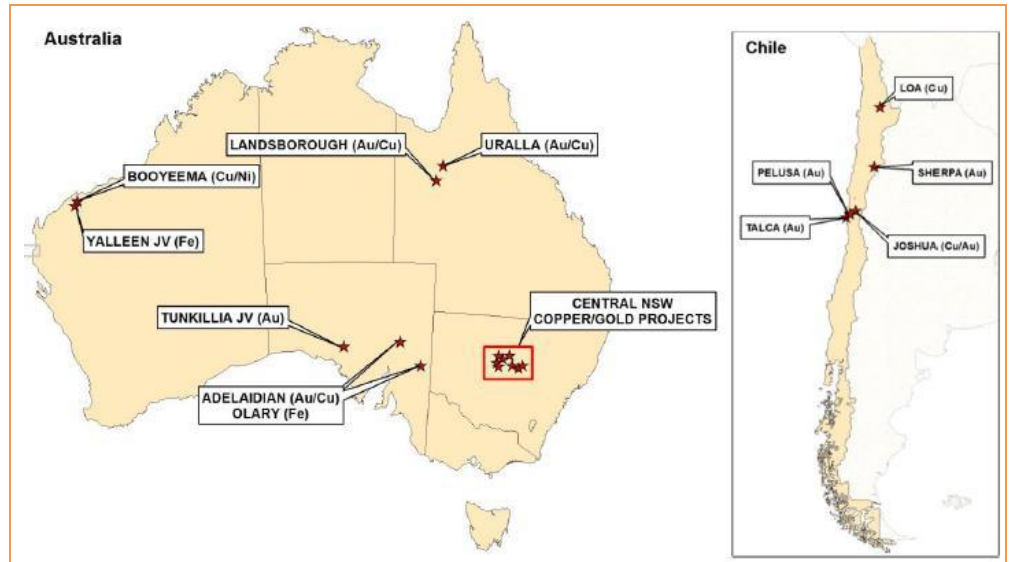 Australia
LANDSBOROUGH (Au/Cu)
URALLA (Au/Cu)
BOOYEEMA (Cu/Ni)
YALLEEN JV (Fe)
TUNKILLIA JV (Au)
CENTRAL NSW
COPPER/GOLD PROJECTS
ADELAIDIAN (Au/Cu)
OLARY (Fe)
Chile
LOA (Cu)
PELUSA (Au)
SHERPA (Au)
TALCA (Au)
JOSHUA (Cu/Au)